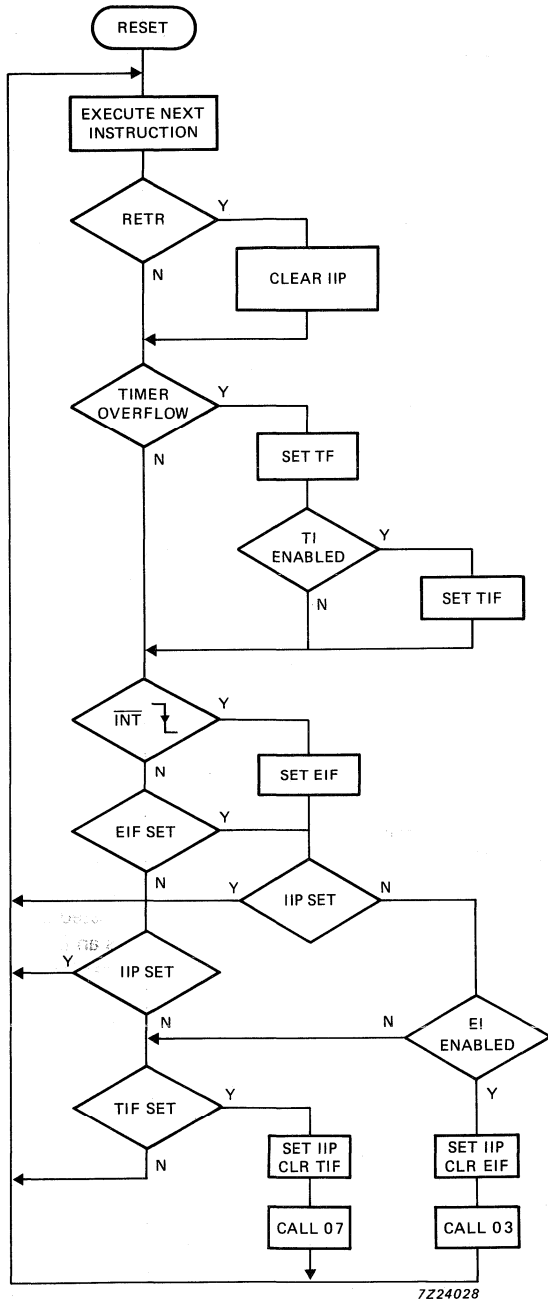 RESET
EXECUTE NEXT
INSTRUCTION
RETR
Y
N
CLEAR IIP
TIMER
OVERFLOW
Y
N
SET TF
TI
ENABLED
Y
N
SET TIF
INT
Y
N
SET EIF
EIF SET
Y
N
Y
IIP SET
N
Y
IIP SET
N
N
EI
ENABLED
Y
TIF SET
Y
N
SET IIP
CLR TIF
SET IIP
CLR EIF
CALL 07
CALL 03
7Z24028